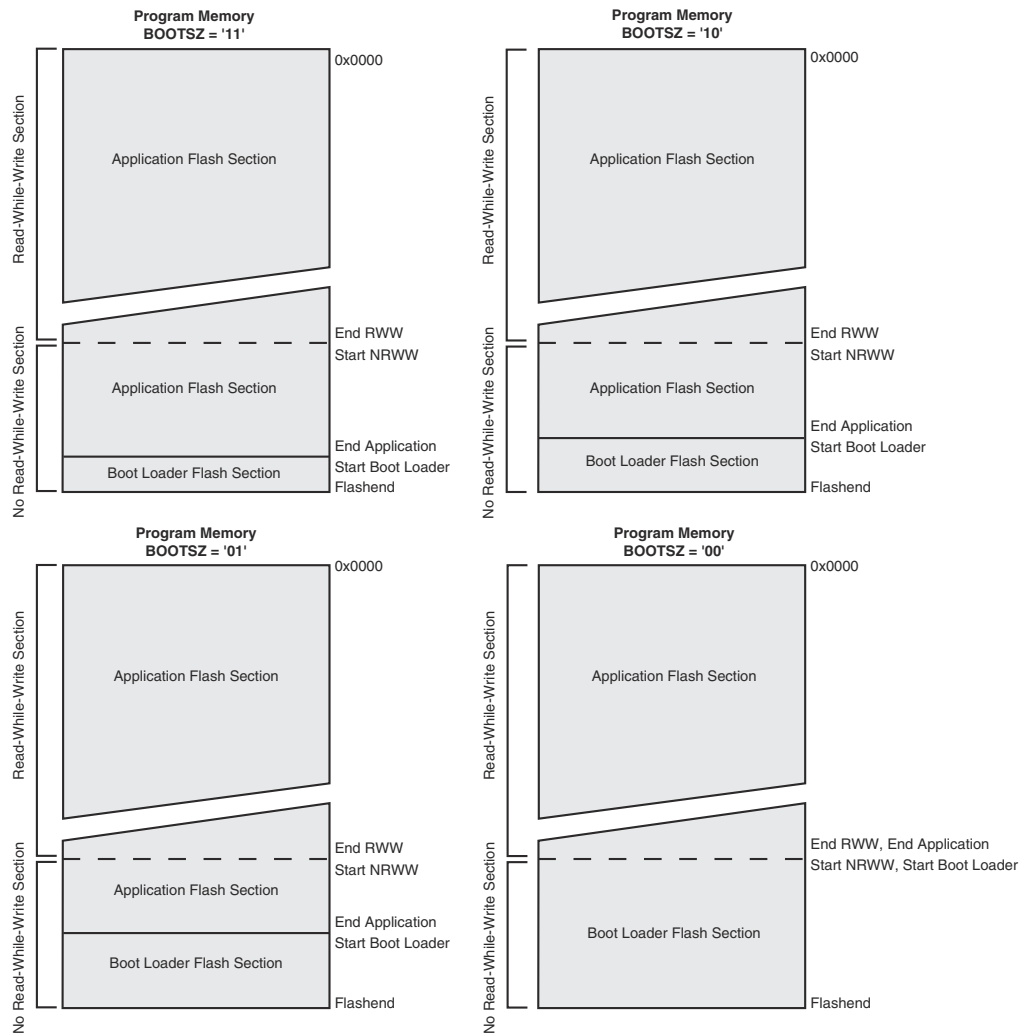 Program Memory
BOOTSZ = '11'
0x0000
Read-While-Write Section
Application Flash Section
End RWW
Start NRWW
No Read-While-Write Section
Application Flash Section
End Application
Start Boot Loader
Boot Loader Flash Section
Flashend
Program Memory
BOOTSZ = '10'
0x0000
Read-While-Write Section
Application Flash Section
End RWW
Start NRWW
No Read-While-Write Section
Application Flash Section
End Application
Start Boot Loader
Boot Loader Flash Section
Flashend
Program Memory
BOOTSZ = '01'
0x0000
Read-While-Write Section
Application Flash Section
End RWW
Start NRWW
No Read-While-Write Section
Application Flash Section
End Application
Start Boot Loader
Boot Loader Flash Section
Flashend
Program Memory
BOOTSZ = '00'
0x0000
Read-While-Write Section
Application Flash Section
End RWW, End Application
Start NRWW, Start Boot Loader
No Read-While-Write Section
Boot Loader Flash Section
Flashend